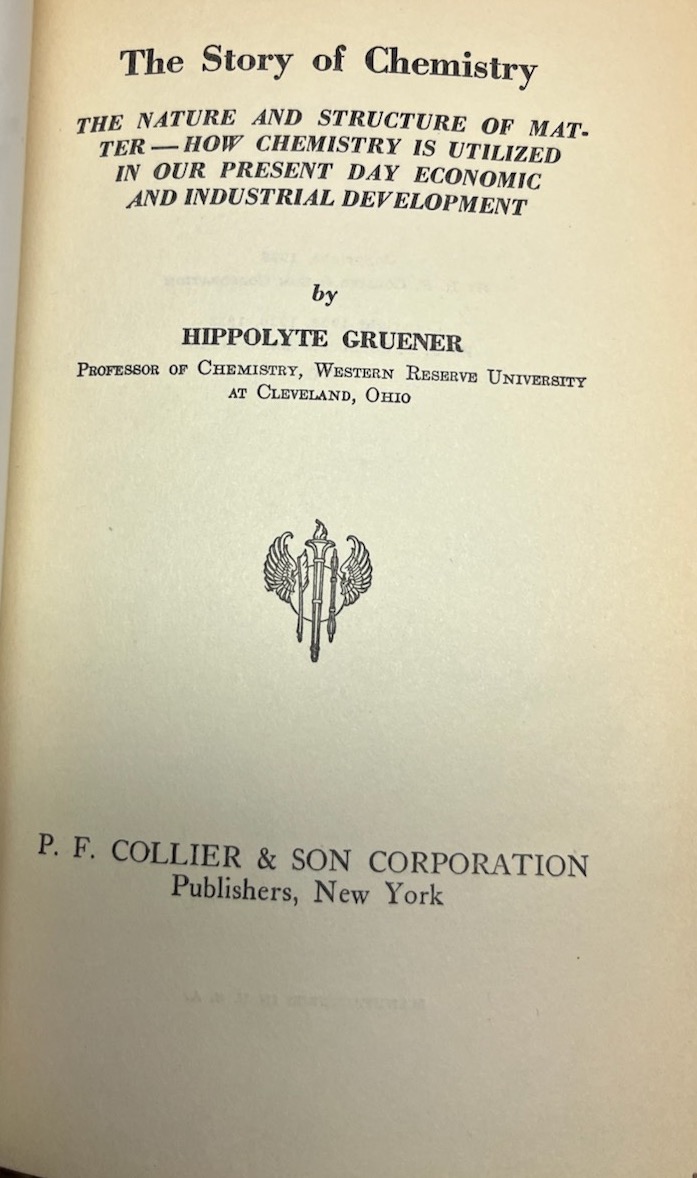 The Story of Chemistry
THE NATURE AND STRUCTURE OF MAT-
TER — HOW CHEMISTRY IS UTILIZED
IN OUR PRESENT DAY ECONOMIC
AND INDUSTRIAL DEVELOPMENT
by
HIPPOLYTE GRUENER
PROFESSOR OF CHEMISTRY, WESTERN RESERVE UNIVERSITY
AT CLEVELAND, OHIO
P. F. COLLIER & SON CORPORATION
Publishers, New York